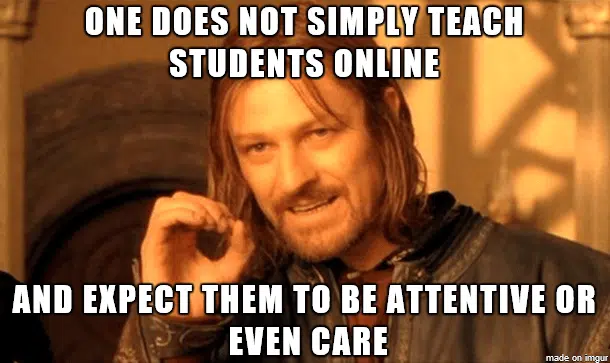 ONE DOES NOT SIMPLY TEACH
STUDENTS ONLINE
AND EXPECT THEM TO BE ATTENTIVE OR
EVEN CARE
made on imgur